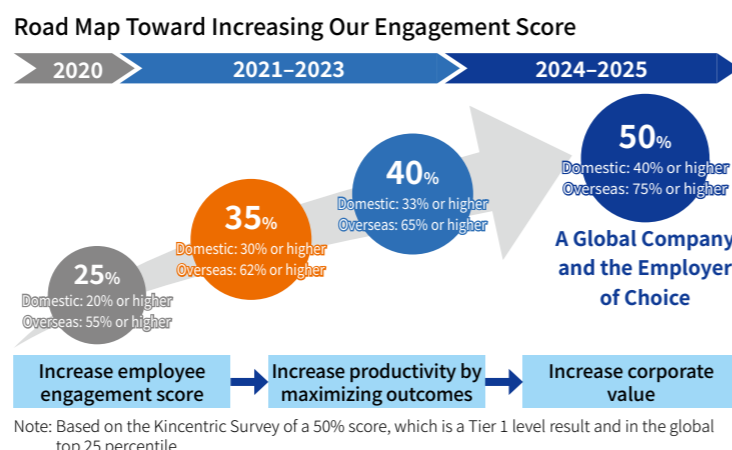 Road Map Toward Increasing Our Engagement Score
2020
2021–2023
2024–2025
25%
Domestic: 20% or higher
Overseas: 55% or higher
35%
Domestic: 30% or higher
Overseas: 62% or higher
40%
Domestic: 33% or higher
Overseas: 65% or higher
50%
Domestic: 40% or higher
Overseas: 75% or higher
A Global Company
and the Employer
of Choice
Increase employee
engagement score
Increase productivity by
maximizing outcomes
Increase corporate
value
Note: Based on the Kincentric Survey of a 50% score, which is a Tier 1 level result and in the global
top 25 percentile